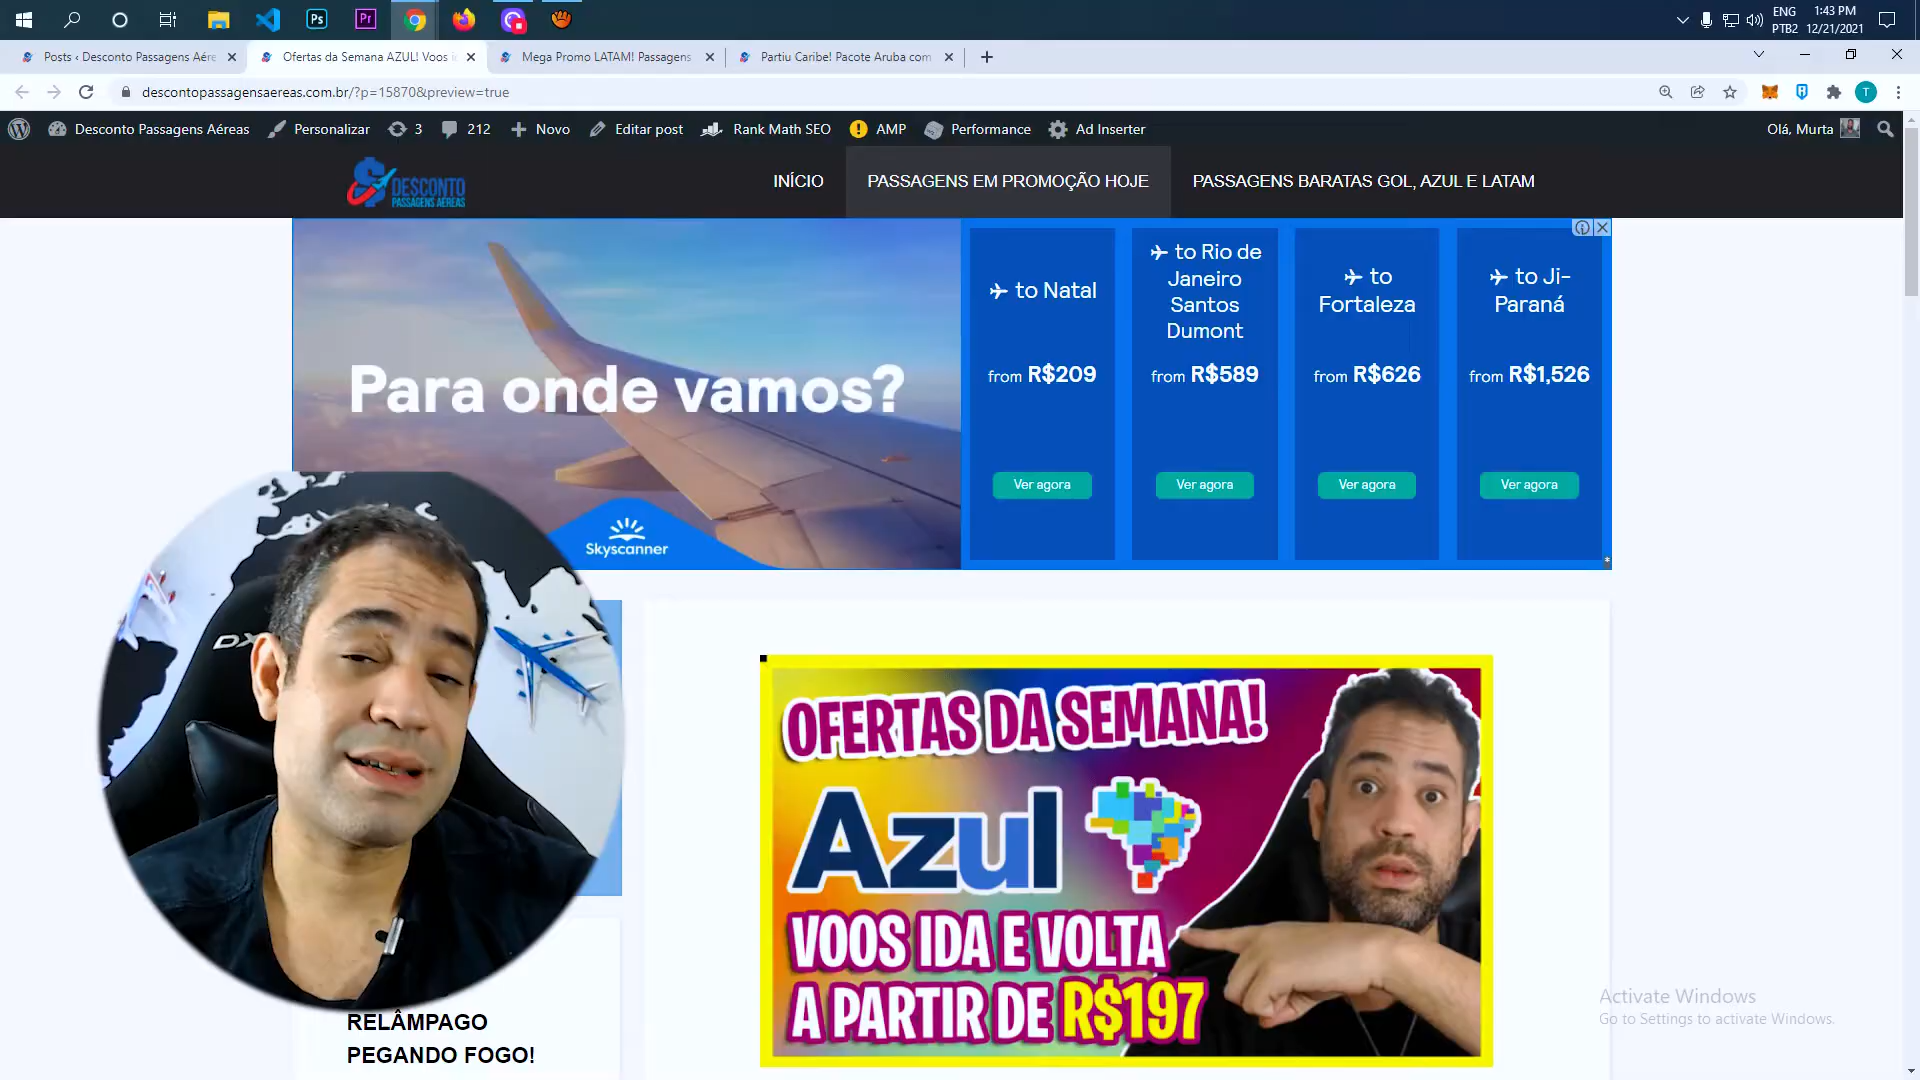 Ps
Pr
ENG
PTB2
1:43 PM
12/21/2021
Posts ‹ Desconto Passagens Aére
Ofertas da Semana AZUL! Voos i
Mega Promo LATAM! Passagens
Partiu Caribe! Pacote Aruba com
descontopassagensaereas.com.br/?p=15870&preview=true
T
Desconto Passagens Aéreas
Personalizar
3
212
Novo
Editar post
Rank Math SEO
AMP
Performance
Ad Inserter
Olá, Murta
DESCONTO
PASSAGENS AÉREAS
INÍCIO
PASSAGENS EM PROMOÇÃO HOJE
PASSAGENS BARATAS GOL, AZUL E LATAM
Para onde vamos?
Skyscanner
to Natal
from R$209
Ver agora
to Rio de
Janeiro
Santos
Dumont
from R$589
Ver agora
to
Fortaleza
from R$626
Ver agora
to Ji-
Paraná
from R$1,526
Ver agora
DX
OFERTAS DA SEMANA!
Azul
VOOS IDA E VOLTA
A PARTIR DE R$197
RELÂMPAGO
PEGANDO FOGO!
Activate Windows
Go to Settings to activate Windows.